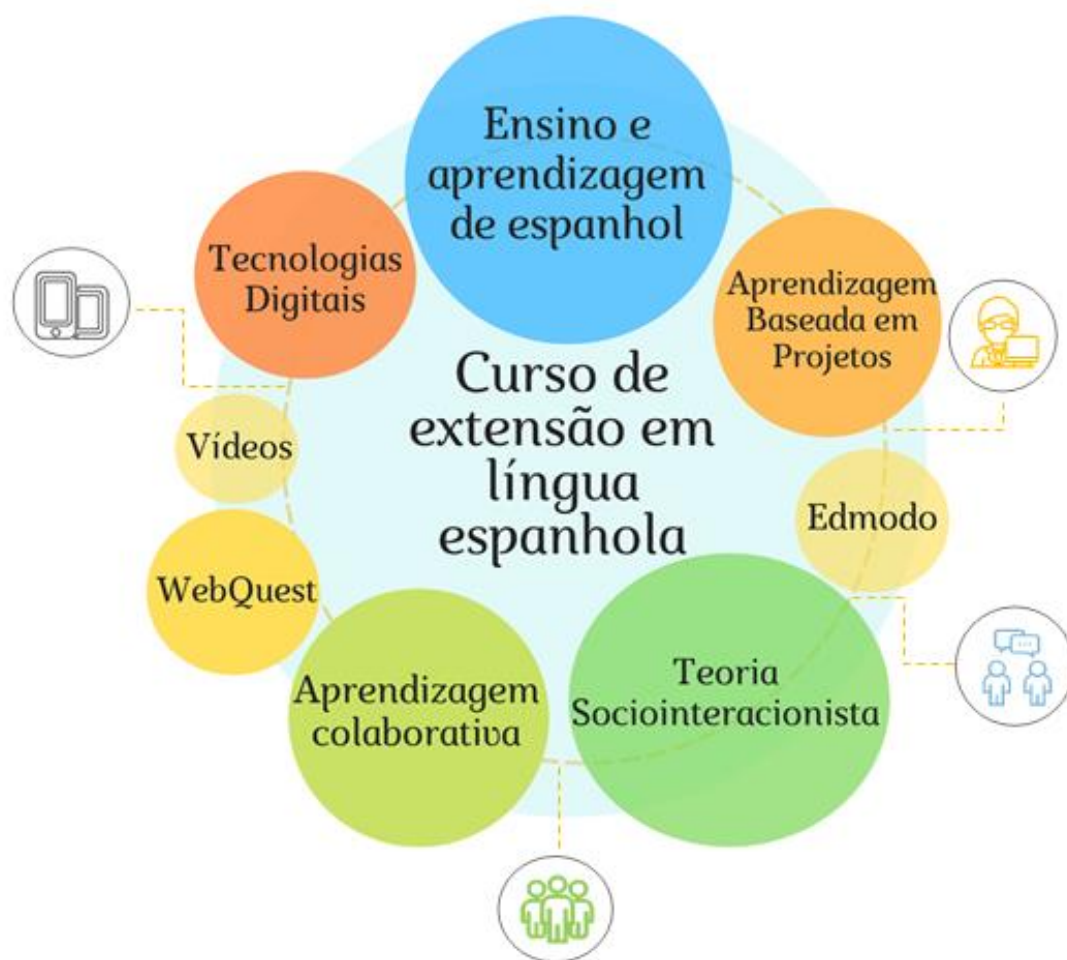 Ensino e
aprendizagem
de espanhol
Tecnologias
Digitais
Aprendizagem
Baseada em
Projetos
Curso de
extensão em
língua
espanhola
Vídeos
Edmodo
WebQuest
Aprendizagem
colaborativa
Teoria
Sociointeracionista